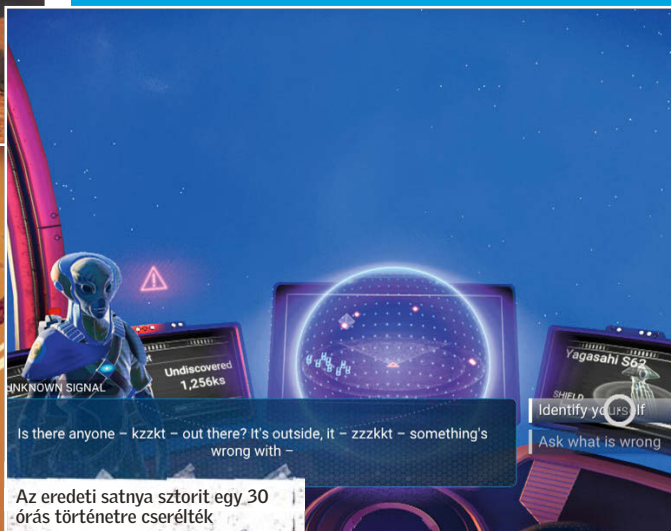 Undiscovered
1,256ks
UNKNOWN SIGNAL
Yagasahi S62
SHIELD
Identify yourself
Ask what is wrong
Is there anyone – kzzkt – out there? It's outside, it – zzzkkt – something's
wrong with –
Az eredeti satnya sztorit egy 30
órás történetre cserélték